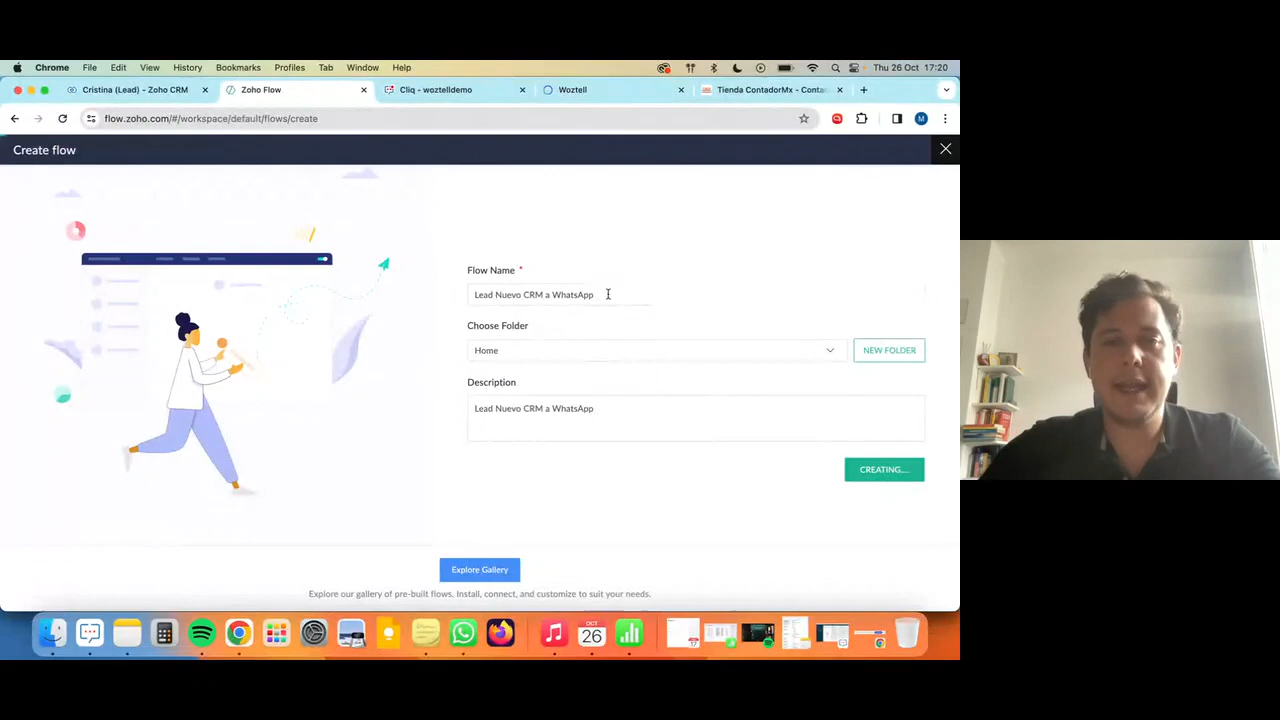 Chrome File Edit View History Bookmarks Profiles Tab Window Help Thu 26 Oct 17:20
Cristina (Lead) - Zoho CRM Zoho Flow Cliq - woztelldemo Woztell Tienda ContadorMx - Conta
flow.zoho.com/#/workspace/default/flows/create M
Create flow
Flow Name *
Lead Nuevo CRM a WhatsApp
Choose Folder
Home NEW FOLDER
Description
Lead Nuevo CRM a WhatsApp
CREATING....
Explore Gallery
Explore our gallery of pre-built flows. Install, connect, and customize to suit your needs.
OCT
26
17